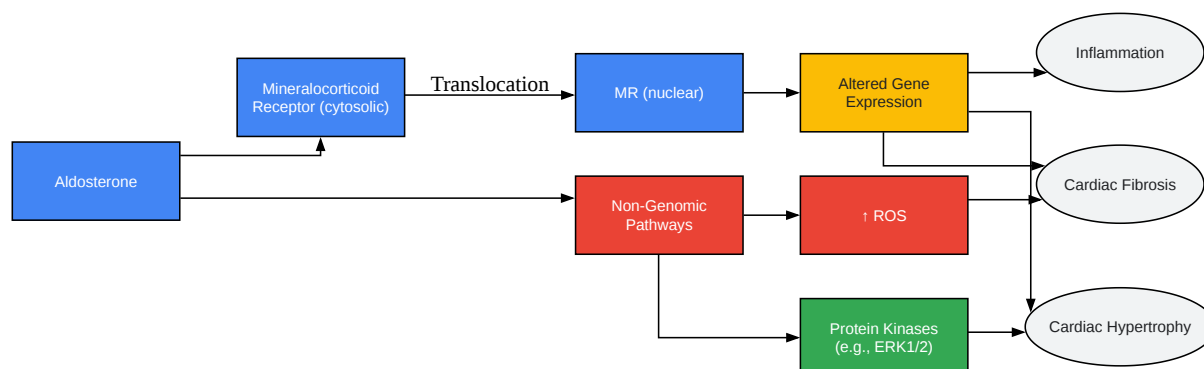 Inflammation
Mineralocorticoid
Receptor (cytosolic)
Translocation
MR (nuclear)
Altered Gene
Expression
Aldosterone
Cardiac Fibrosis
Non-Genomic
Pathways
↑ ROS
Protein Kinases
(e.g., ERK1/2)
Cardiac Hypertrophy